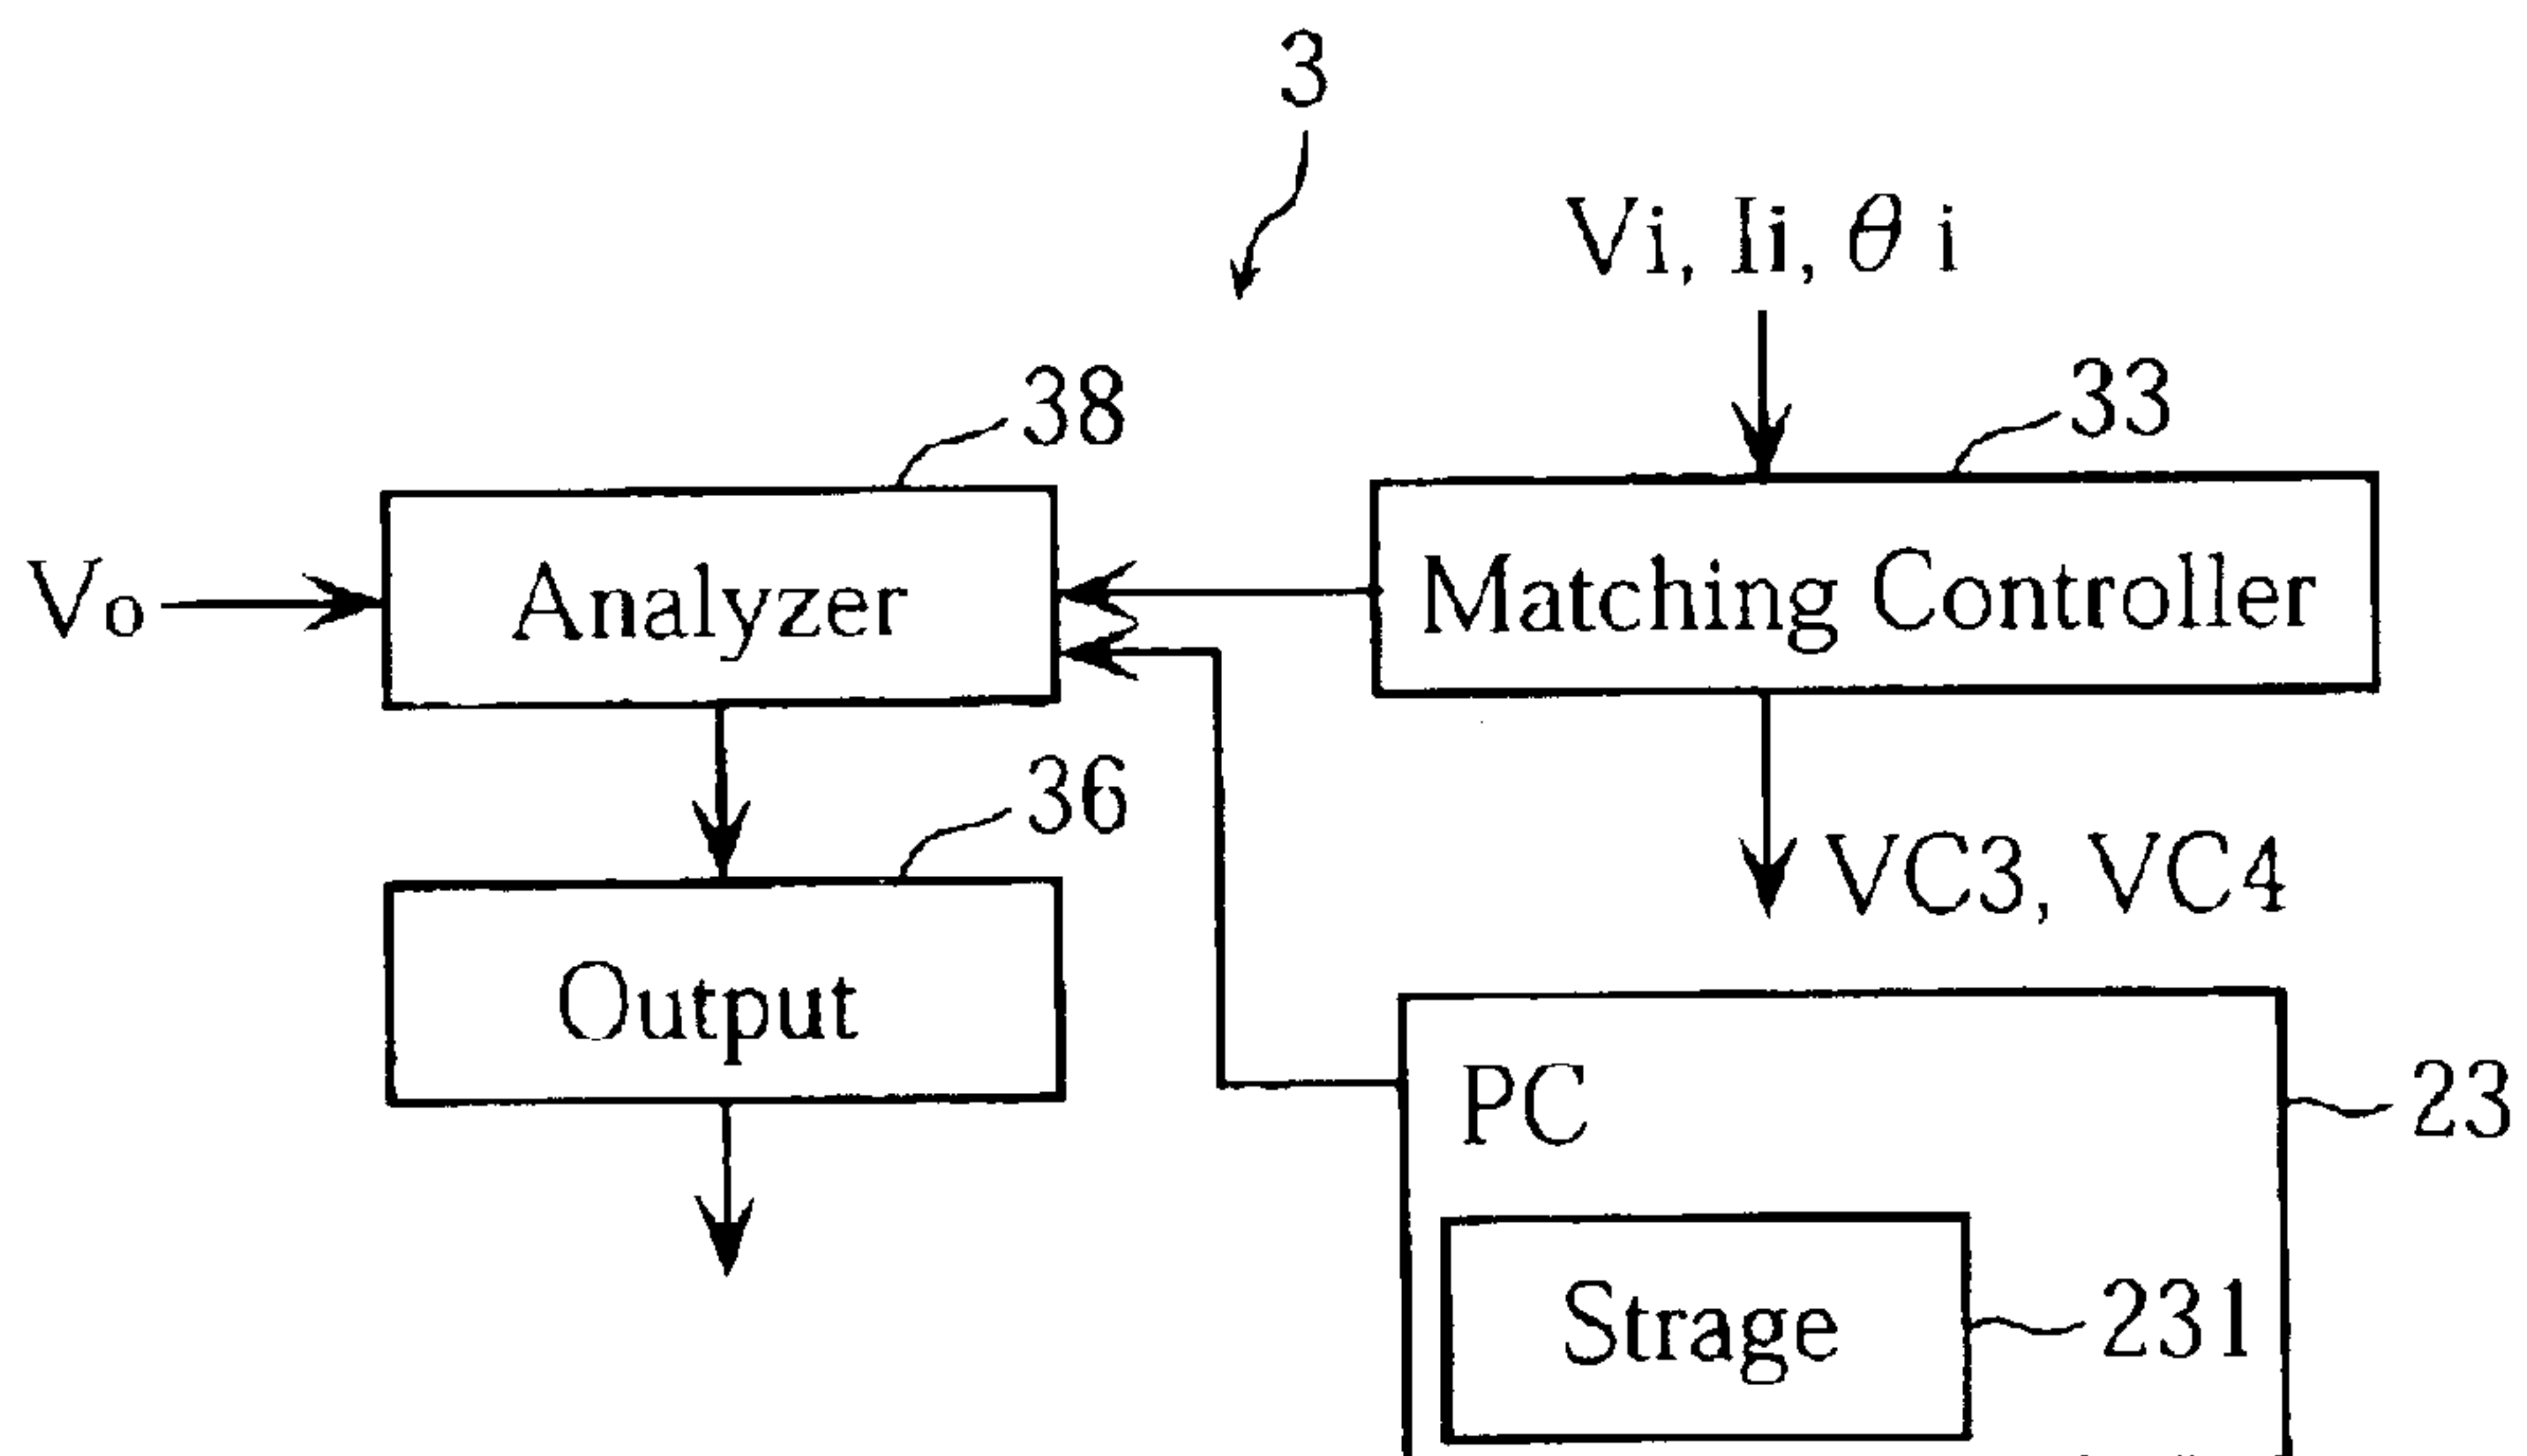 3
Vi, Ii, θ i
38
33
Vo
Analyzer
Matching Controller
36
VC3, VC4
Output
PC
23
Strage
231